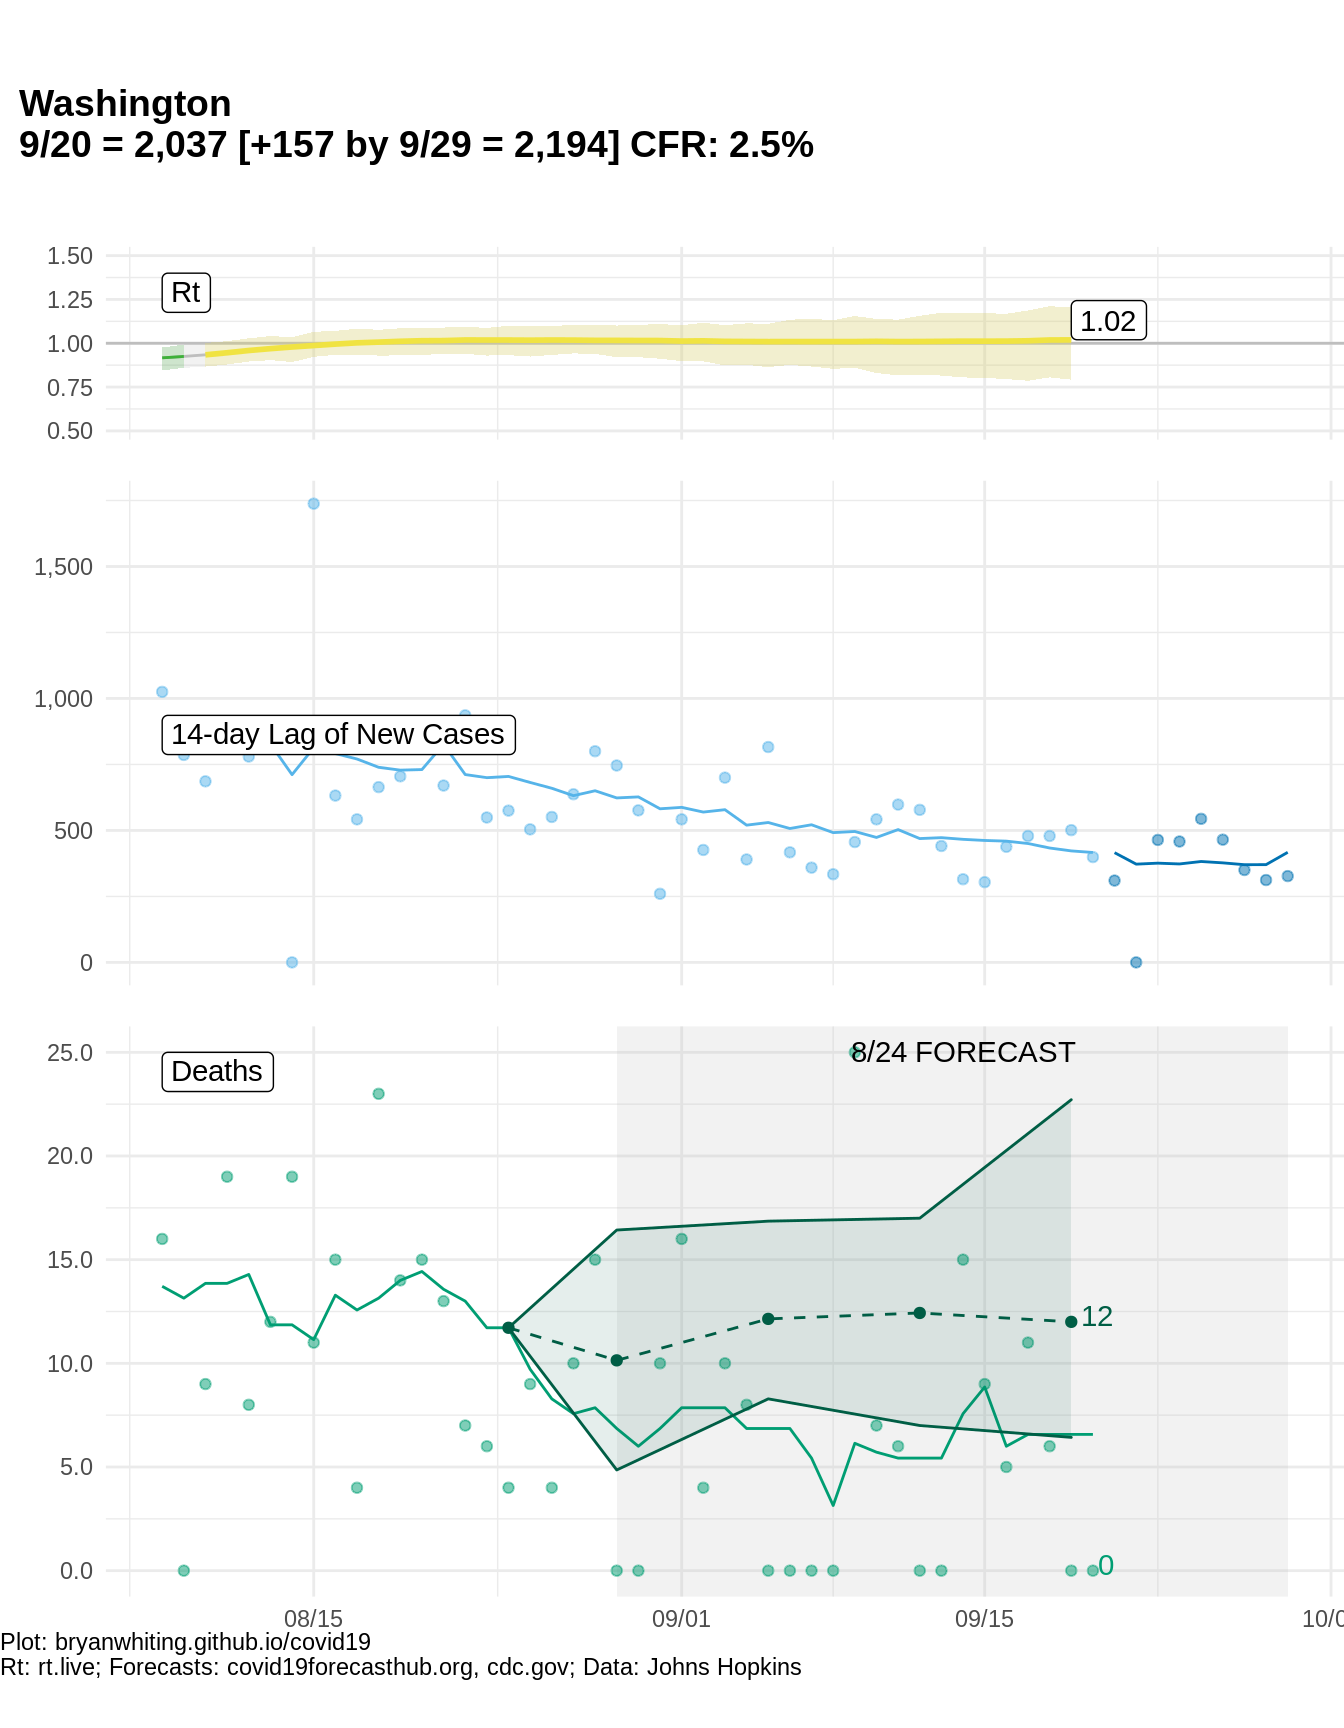 Washington
9/20 = 2,037 [+157 by 9/29 = 2,194] CFR: 2.5%
1.50
Rt
1.25
1.02
1.00
0.75
0.50
1,500
1,000
14-day Lag of New Cases
500
0
25.0
8/24 FORECAST
Deaths
20.0
15.0
12
10.0
5.0
0.0
0
08/15
09/01
09/15
10/0
Plot: bryanwhiting.github.io/covid19
Rt: rt.live; Forecasts: covid19forecasthub.org, cdc.gov; Data: Johns Hopkins